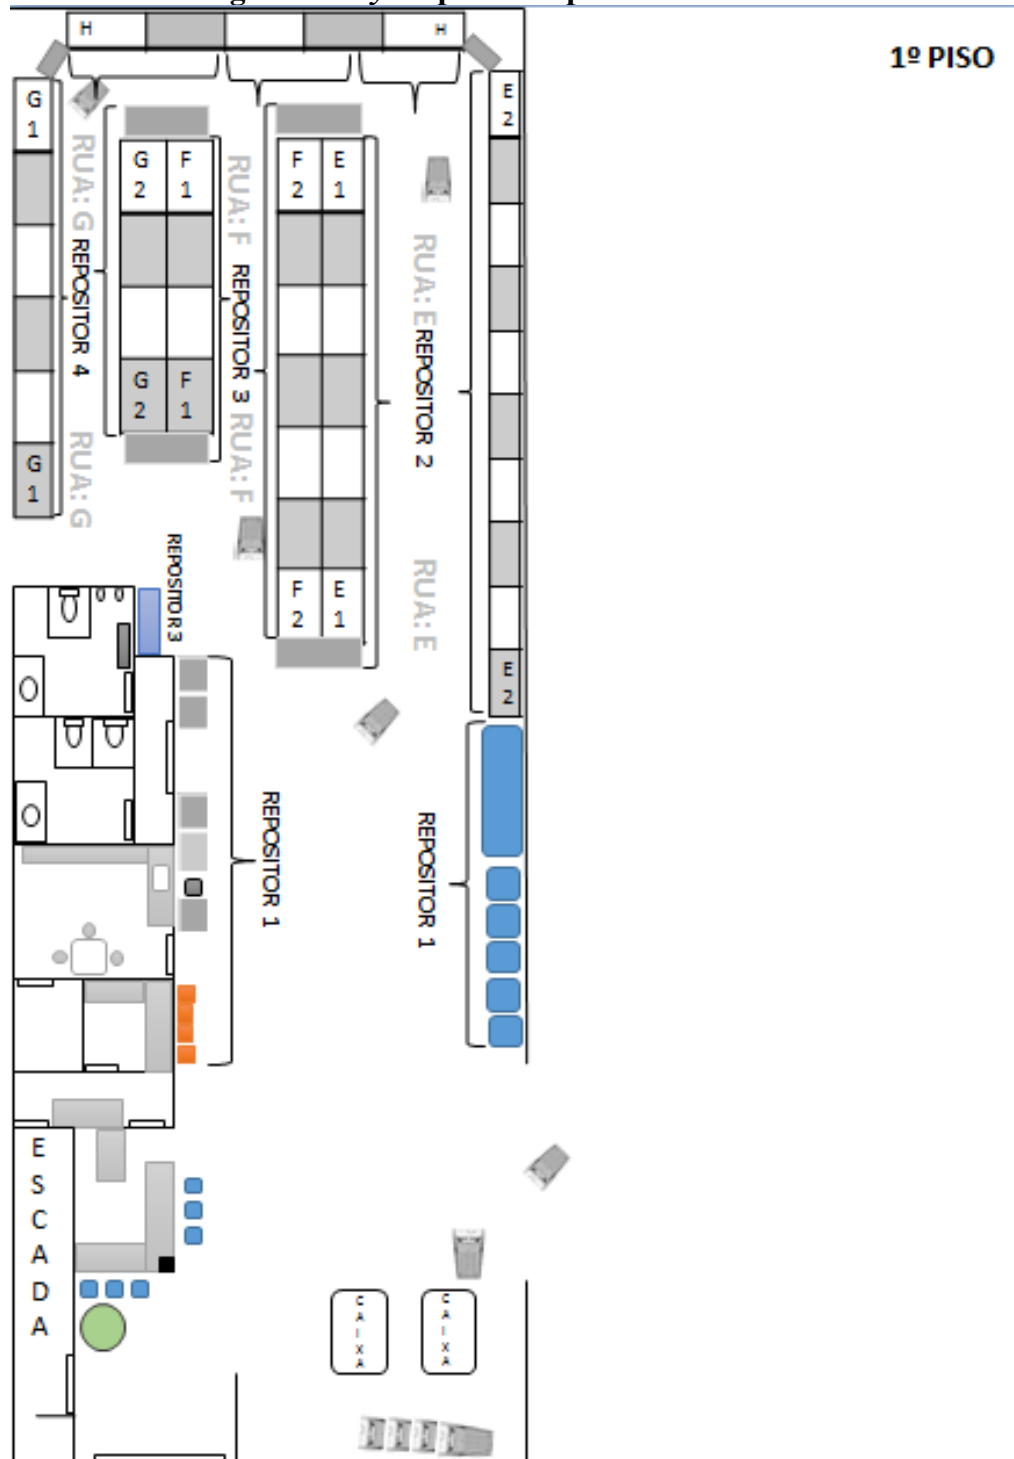 1º PISO
H
H
G
1
E
2
G
2
F
1
F
2
E
1
RUA: G
RUA: F
RUA: E
REPOSITOR 4
REPOSITOR 3
REPOSITOR 2
G
2
F
1
G
1
RUA: G
RUA: F
REPOSITOR 3
F
2
E
1
RUA: E
E
2
REPOSITOR 1
REPOSITOR 1
ESCADA
CAIXA
CAIXA